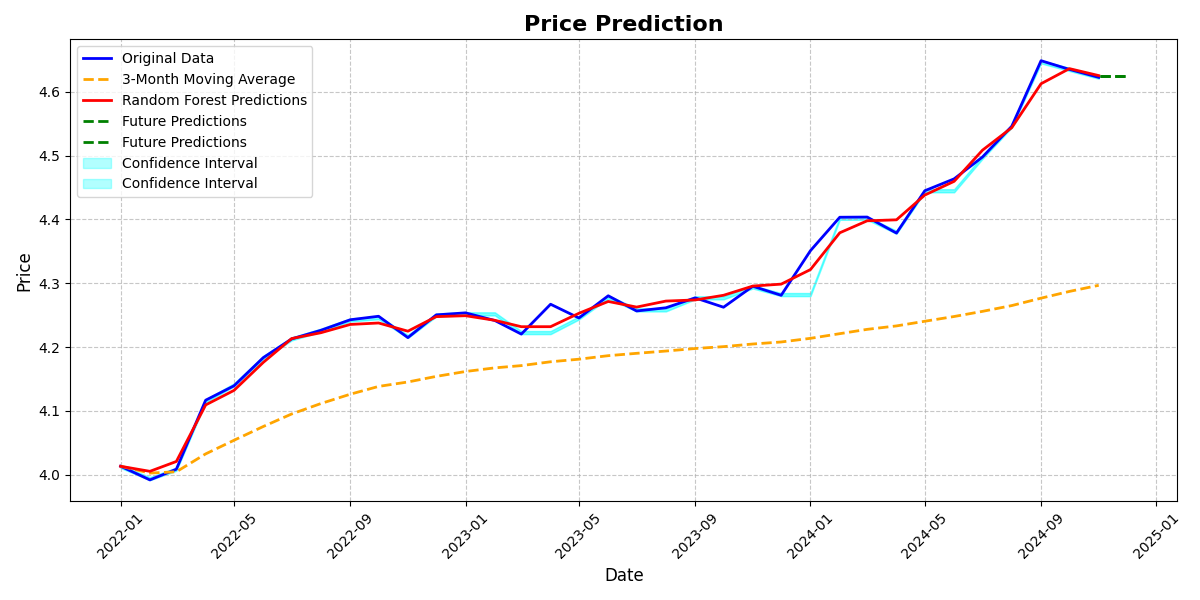 Price Prediction
Original Data
3-Month Moving Average
Random Forest Predictions
Future Predictions
Future Predictions
Confidence Interval
Confidence Interval
Price
4.6
4.5
4.4
4.3
4.2
4.1
4.0
2022-01
2022-05
2022-09
2023-01
2023-05
2023-09
2024-01
2024-05
2024-09
2025-01
Date